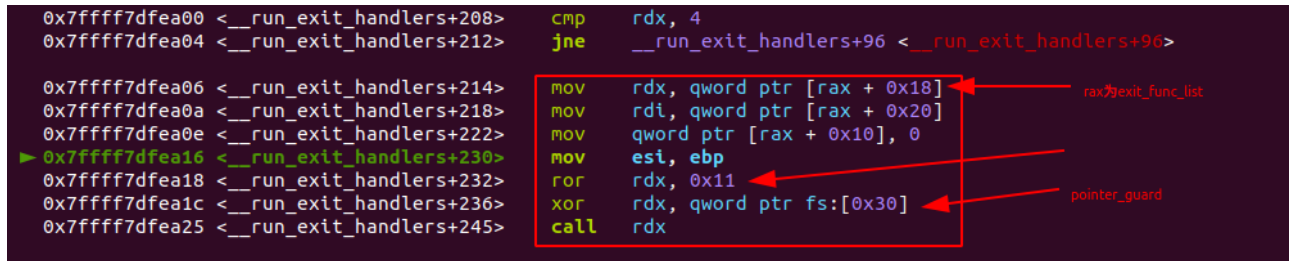 0x7ffff7dfea00 <__run_exit_handlers+208> cmp rdx, 4
0x7ffff7dfea04 <__run_exit_handlers+212> jne __run_exit_handlers+96 <__run_exit_handlers+96>
0x7ffff7dfea06 <__run_exit_handlers+214> mov rdx, qword ptr [rax + 0x18] rax为exit_func_list
0x7ffff7dfea0a <__run_exit_handlers+218> mov rdi, qword ptr [rax + 0x20]
0x7ffff7dfea0e <__run_exit_handlers+222> mov qword ptr [rax + 0x10], 0
► 0x7ffff7dfea16 <__run_exit_handlers+230> mov esi, ebp
0x7ffff7dfea18 <__run_exit_handlers+232> ror rdx, 0x11
0x7ffff7dfea1c <__run_exit_handlers+236> xor rdx, qword ptr fs:[0x30] pointer_guard
0x7ffff7dfea25 <__run_exit_handlers+245> call rdx